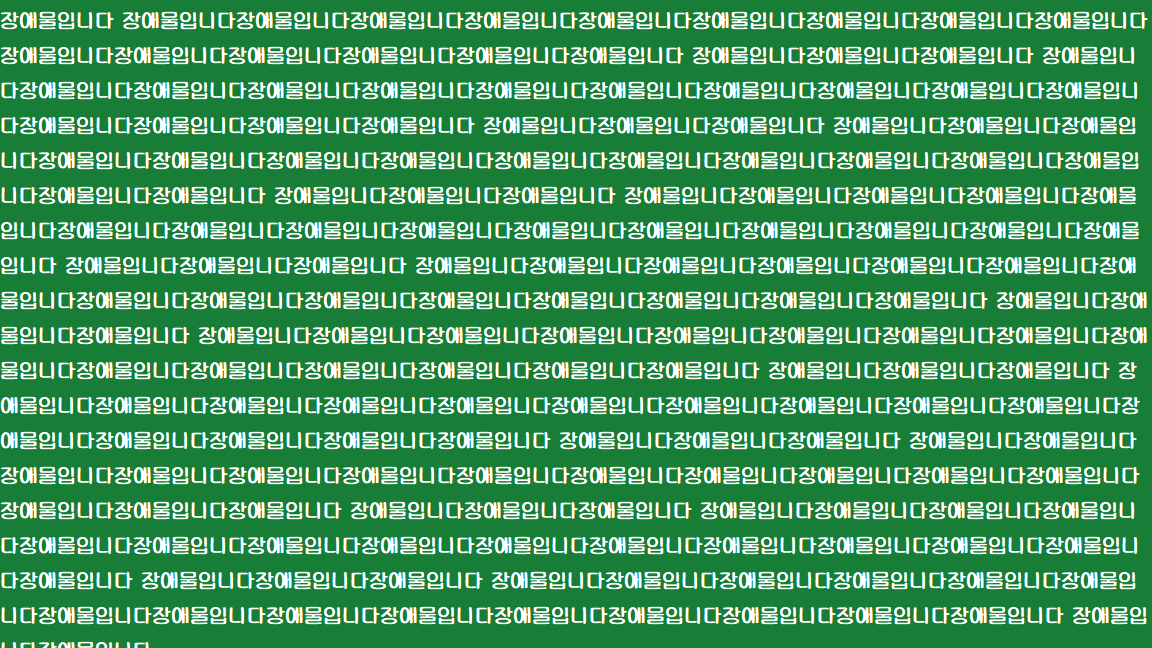 장애물입니다 장애물입니다장애물입니다장애물입니다장애물입니다장애물입니다장애물입니다장애물입니다장애물입니다장애물입니다
장애물입니다장애물입니다장애물입니다장애물입니다장애물입니다장애물입니다 장애물입니다장애물입니다장애물입니다 장애물입니
다장애물입니다장애물입니다장애물입니다장애물입니다장애물입니다장애물입니다장애물입니다장애물입니다장애물입니다장애물입니
다장애물입니다장애물입니다장애물입니다장애물입니다 장애물입니다장애물입니다장애물입니다 장애물입니다장애물입니다장애물입
니다장애물입니다장애물입니다장애물입니다장애물입니다장애물입니다장애물입니다장애물입니다장애물입니다장애물입니다장애물입
니다장애물입니다장애물입니다 장애물입니다장애물입니다장애물입니다 장애물입니다장애물입니다장애물입니다장애물입니다장애물
입니다장애물입니다장애물입니다장애물입니다장애물입니다장애물입니다장애물입니다장애물입니다장애물입니다장애물입니다장애물
입니다 장애물입니다장애물입니다장애물입니다 장애물입니다장애물입니다장애물입니다장애물입니다장애물입니다장애물입니다장애
물입니다장애물입니다장애물입니다장애물입니다장애물입니다장애물입니다장애물입니다장애물입니다장애물입니다 장애물입니다장애
물입니다장애물입니다 장애물입니다장애물입니다장애물입니다장애물입니다장애물입니다장애물입니다장애물입니다장애물입니다장애
물입니다장애물입니다장애물입니다장애물입니다장애물입니다장애물입니다장애물입니다 장애물입니다장애물입니다장애물입니다 장
애물입니다장애물입니다장애물입니다장애물입니다장애물입니다장애물입니다장애물입니다장애물입니다장애물입니다장애물입니다장
애물입니다장애물입니다장애물입니다장애물입니다장애물입니다 장애물입니다장애물입니다장애물입니다 장애물입니다장애물입니다
장애물입니다장애물입니다장애물입니다장애물입니다장애물입니다장애물입니다장애물입니다장애물입니다장애물입니다장애물입니다
장애물입니다장애물입니다장애물입니다 장애물입니다장애물입니다장애물입니다 장애물입니다장애물입니다장애물입니다장애물입니
다장애물입니다장애물입니다장애물입니다장애물입니다장애물입니다장애물입니다장애물입니다장애물입니다장애물입니다장애물입니
다장애물입니다 장애물입니다장애물입니다장애물입니다 장애물입니다장애물입니다장애물입니다장애물입니다장애물입니다장애물입
니다장애물입니다장애물입니다장애물입니다장애물입니다장애물입니다장애물입니다장애물입니다장애물입니다장애물입니다 장애물입